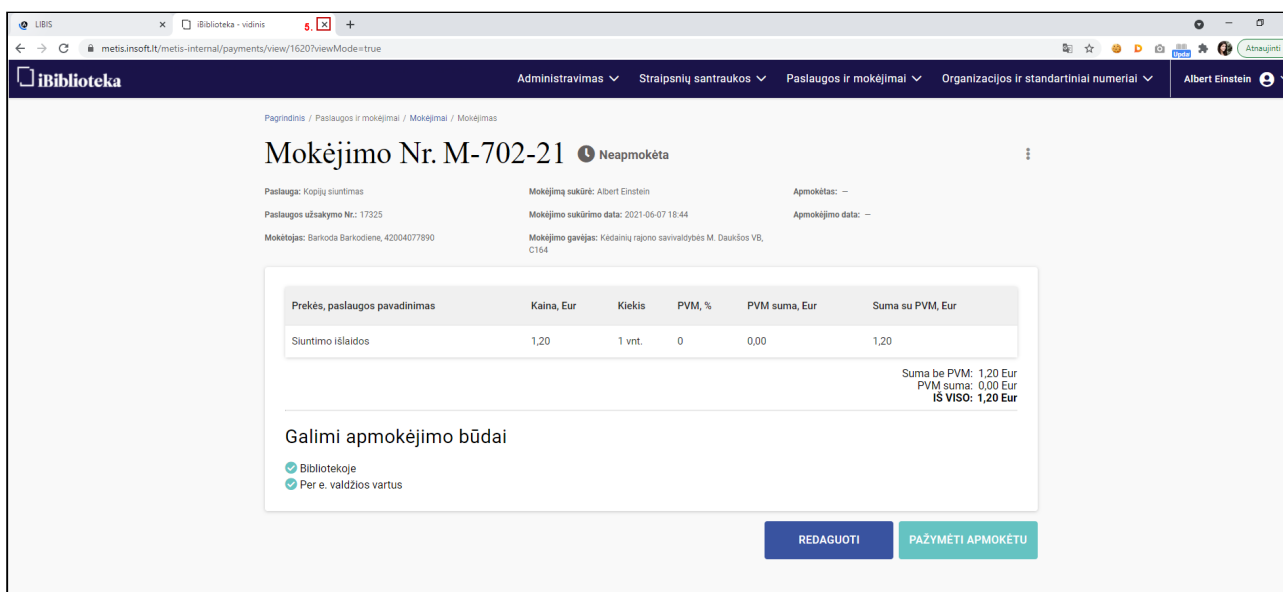 LIBIS
iBiblioteka - vidinis
5.
metis.insoft.lt/metis-internal/payments/view/1620?viewMode=true
Atnaujinti
iBiblioteka
Administravimas
Straipsnių santraukos
Paslaugos ir mokėjimai
Organizacijos ir standartiniai numeriai
Albert Einstein
Pagrindinis / Paslaugos ir mokėjimai / Mokėjimai / Mokėjimas
Mokėjimo Nr. M-702-21 Neapmokėta
Paslauga: Kopijų siuntimas
Mokėjimą sukūrė: Albert Einstein
Apmokėtas: —
Paslaugos užsakymo Nr.: 17325
Mokėjimo sukūrimo data: 2021-06-07 18:44
Apmokėjimo data: —
Mokėtojas: Barkoda Barkodiene, 42004077890
Mokėjimo gavėjas: Kėdainių rajono savivaldybės M. Daukšos VB,
C164
Prekės, paslaugos pavadinimas Kaina, Eur Kiekis PVM, % PVM suma, Eur Suma su PVM, Eur
Siuntimo išlaidos 1,20 1 vnt. 0 0,00 1,20
Suma be PVM: 1,20 Eur
PVM suma: 0,00 Eur
IŠ VISO: 1,20 Eur
Galimi apmokėjimo būdai
Bibliotekoje
Per e. valdžios vartus
REDAGUOTI
PAŽYMĖTI APMOKĖTU